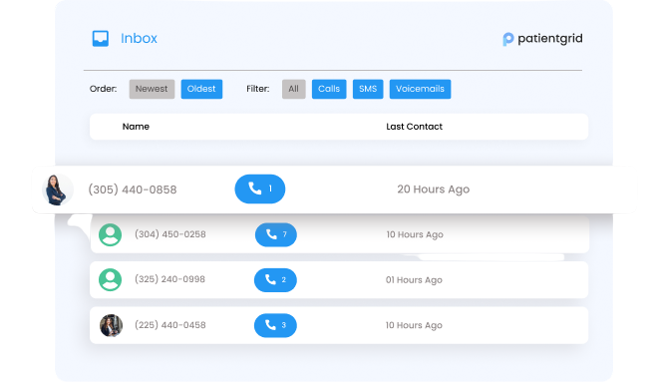 Inbox
patientgrid
Order: Newest Oldest Filter: All Calls SMS Voicemails
Name Last Contact
(305) 440-0858 1 20 Hours Ago
(304) 450-0258 7 10 Hours Ago
(325) 240-0998 2 01 Hours Ago
(225) 440-0458 3 10 Hours Ago